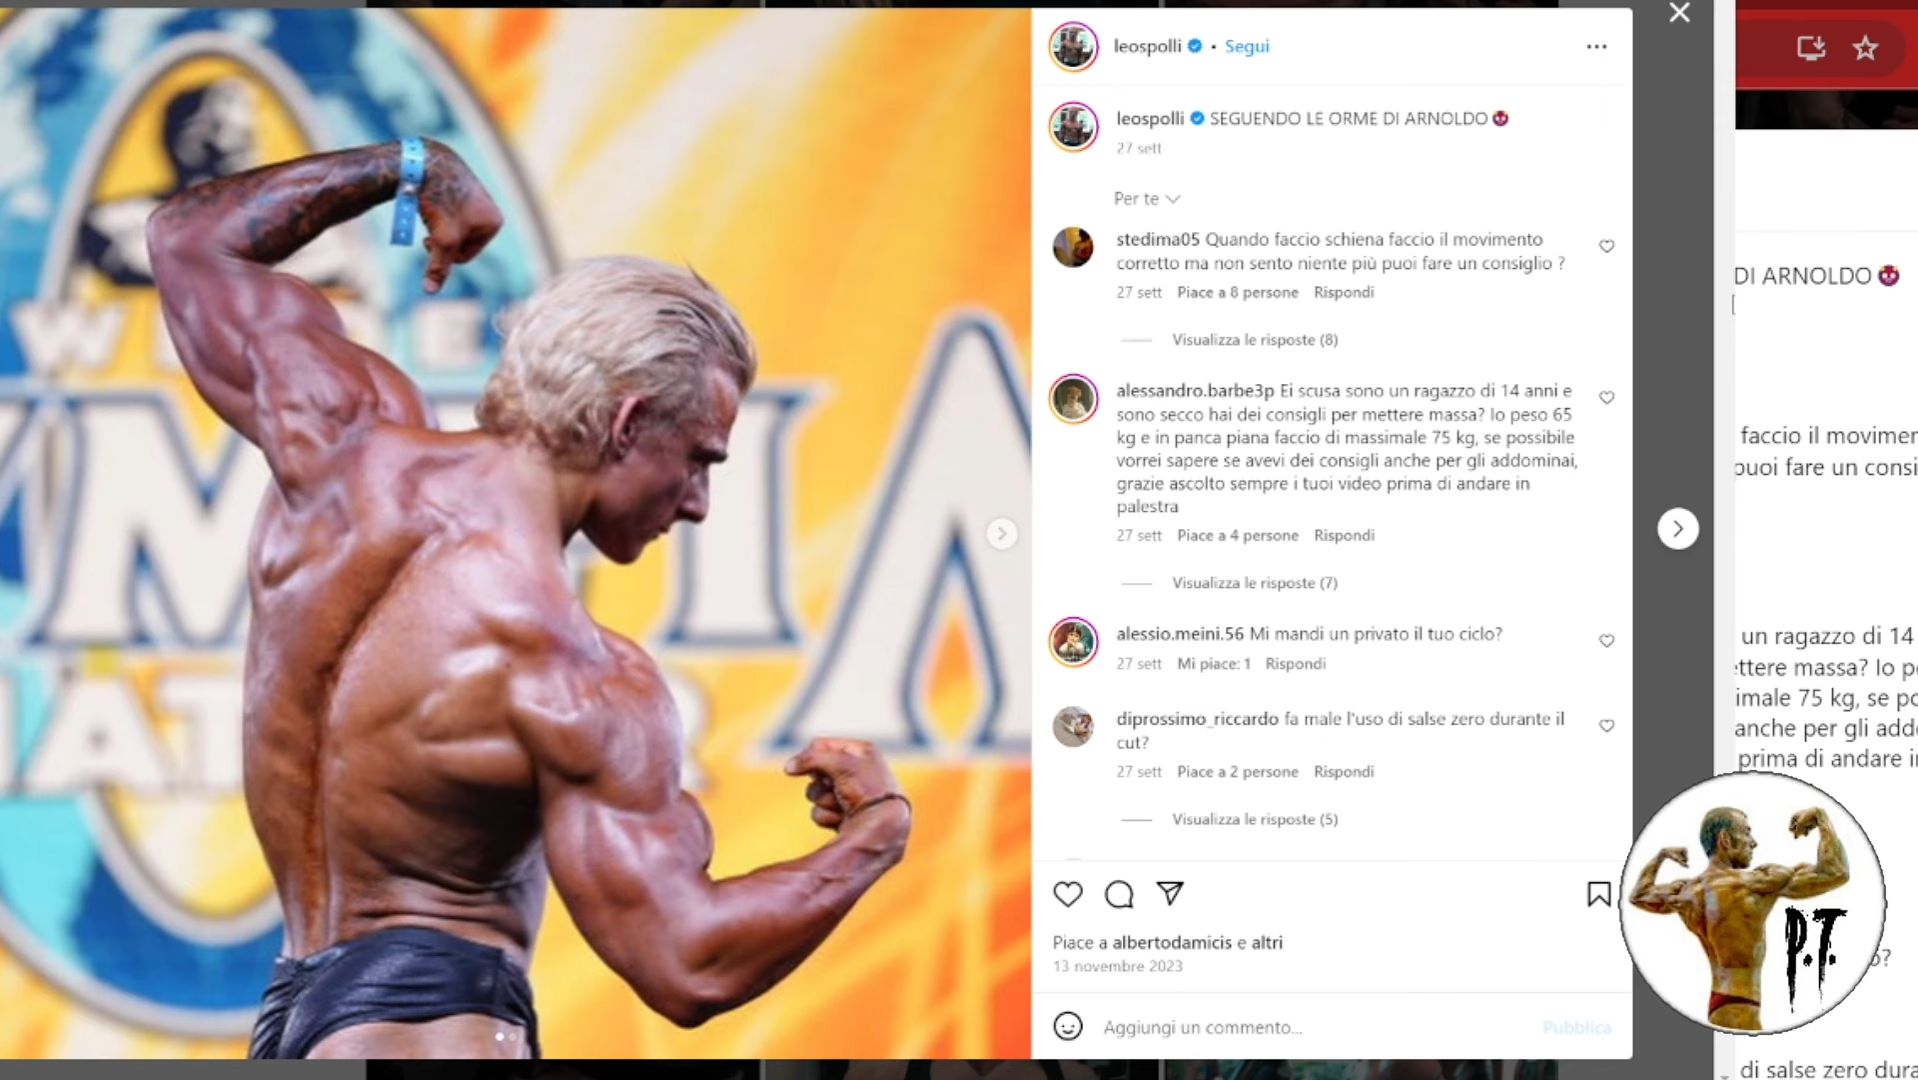 leospolli • Segui
leospolli SEGUENDO LE ORME DI ARNOLDO
27 sett
Per te
stedima05 Quando faccio schiena faccio il movimento
corretto ma non sento niente più puoi fare un consiglio ?
27 sett Piace a 8 persone Rispondi
Visualizza le risposte (8)
alessandro.barbe3p Ei scusa sono un ragazzo di 14 anni e
sono secco hai dei consigli per mettere massa? Io peso 65
kg e in panca piana faccio di massimale 75 kg, se possibile
vorrei sapere se avevi dei consigli anche per gli addominai,
grazie ascolto sempre i tuoi video prima di andare in
palestra
27 sett Piace a 4 persone Rispondi
Visualizza le risposte (7)
alessio.meini.56 Mi mandi un privato il tuo ciclo?
27 sett Mi piace: 1 Rispondi
diprossimo_riccardo fa male l'uso di salse zero durante il
cut?
27 sett Piace a 2 persone Rispondi
Visualizza le risposte (5)
Piace a albertodamicis e altri
13 novembre 2023
Aggiungi un commento...
Pubblica
DI ARNOLDO
faccio il movimen
puoi fare un consi
un ragazzo di 14
ettere massa? Io p
imale 75 kg, se po
anche per gli add
prima di andare i
P.T.
o?
di salse zero dura